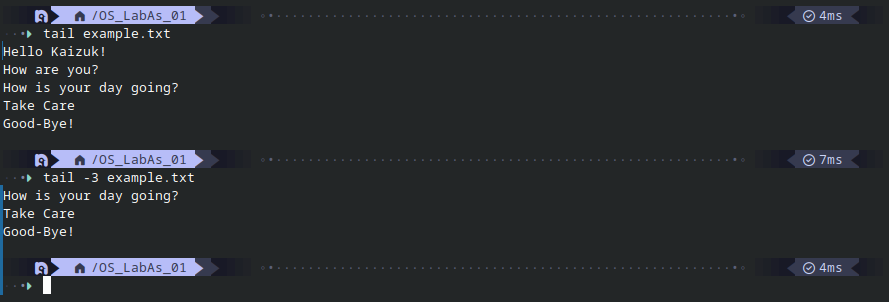 /OS_LabAs_01 4ms
tail example.txt
Hello Kaizuk!
How are you?
How is your day going?
Take Care
Good-Bye!
/OS_LabAs_01 7ms
tail -3 example.txt
How is your day going?
Take Care
Good-Bye!
/OS_LabAs_01 4ms